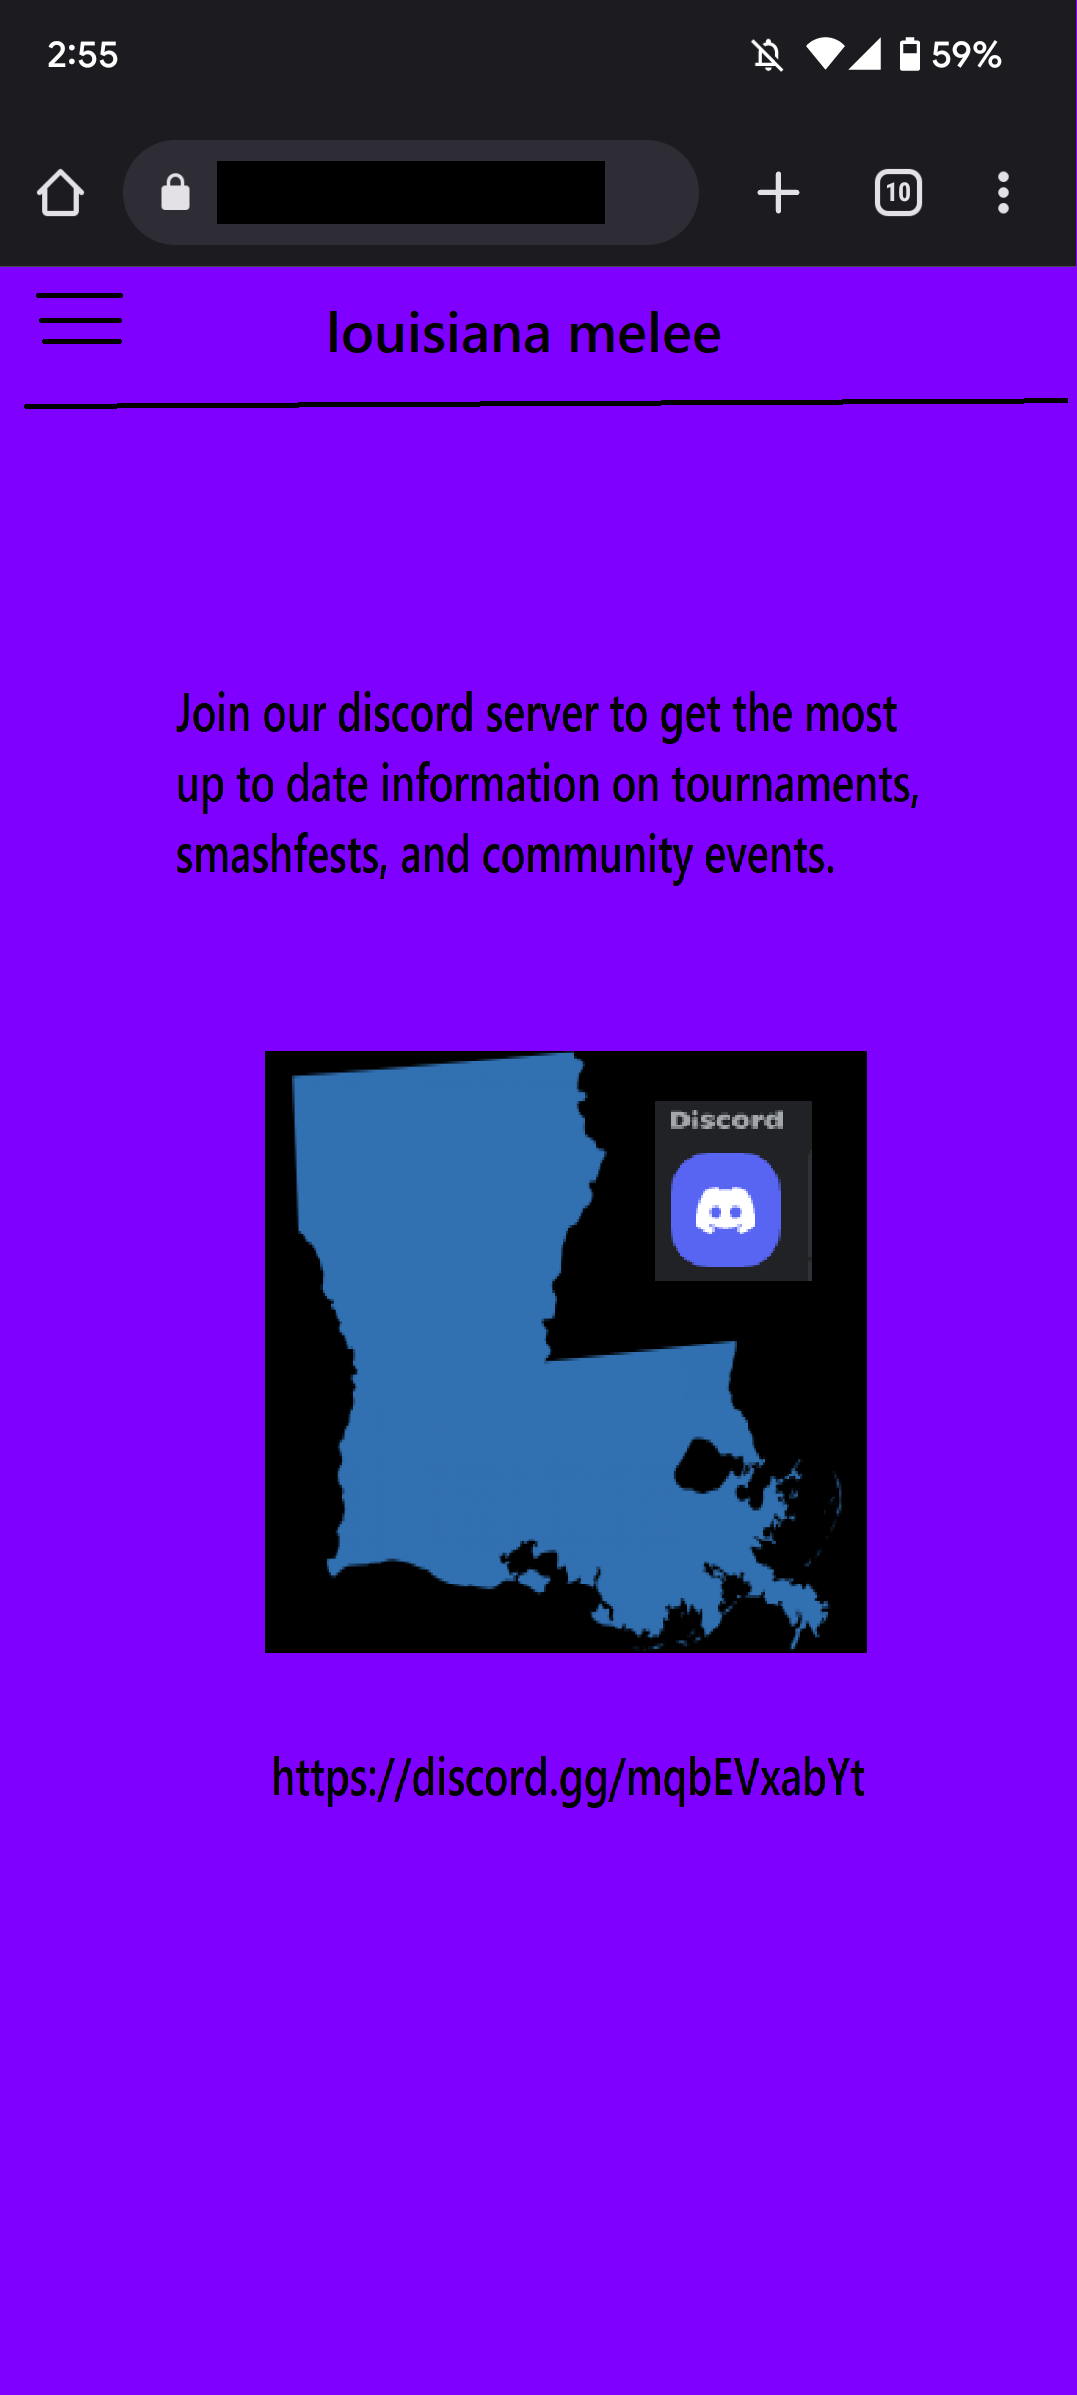 2:55
59%
10
louisiana melee
Join our discord server to get the most
up to date information on tournaments,
smashfests, and community events.
Discord
https://discord.gg/mqbEVxabYt